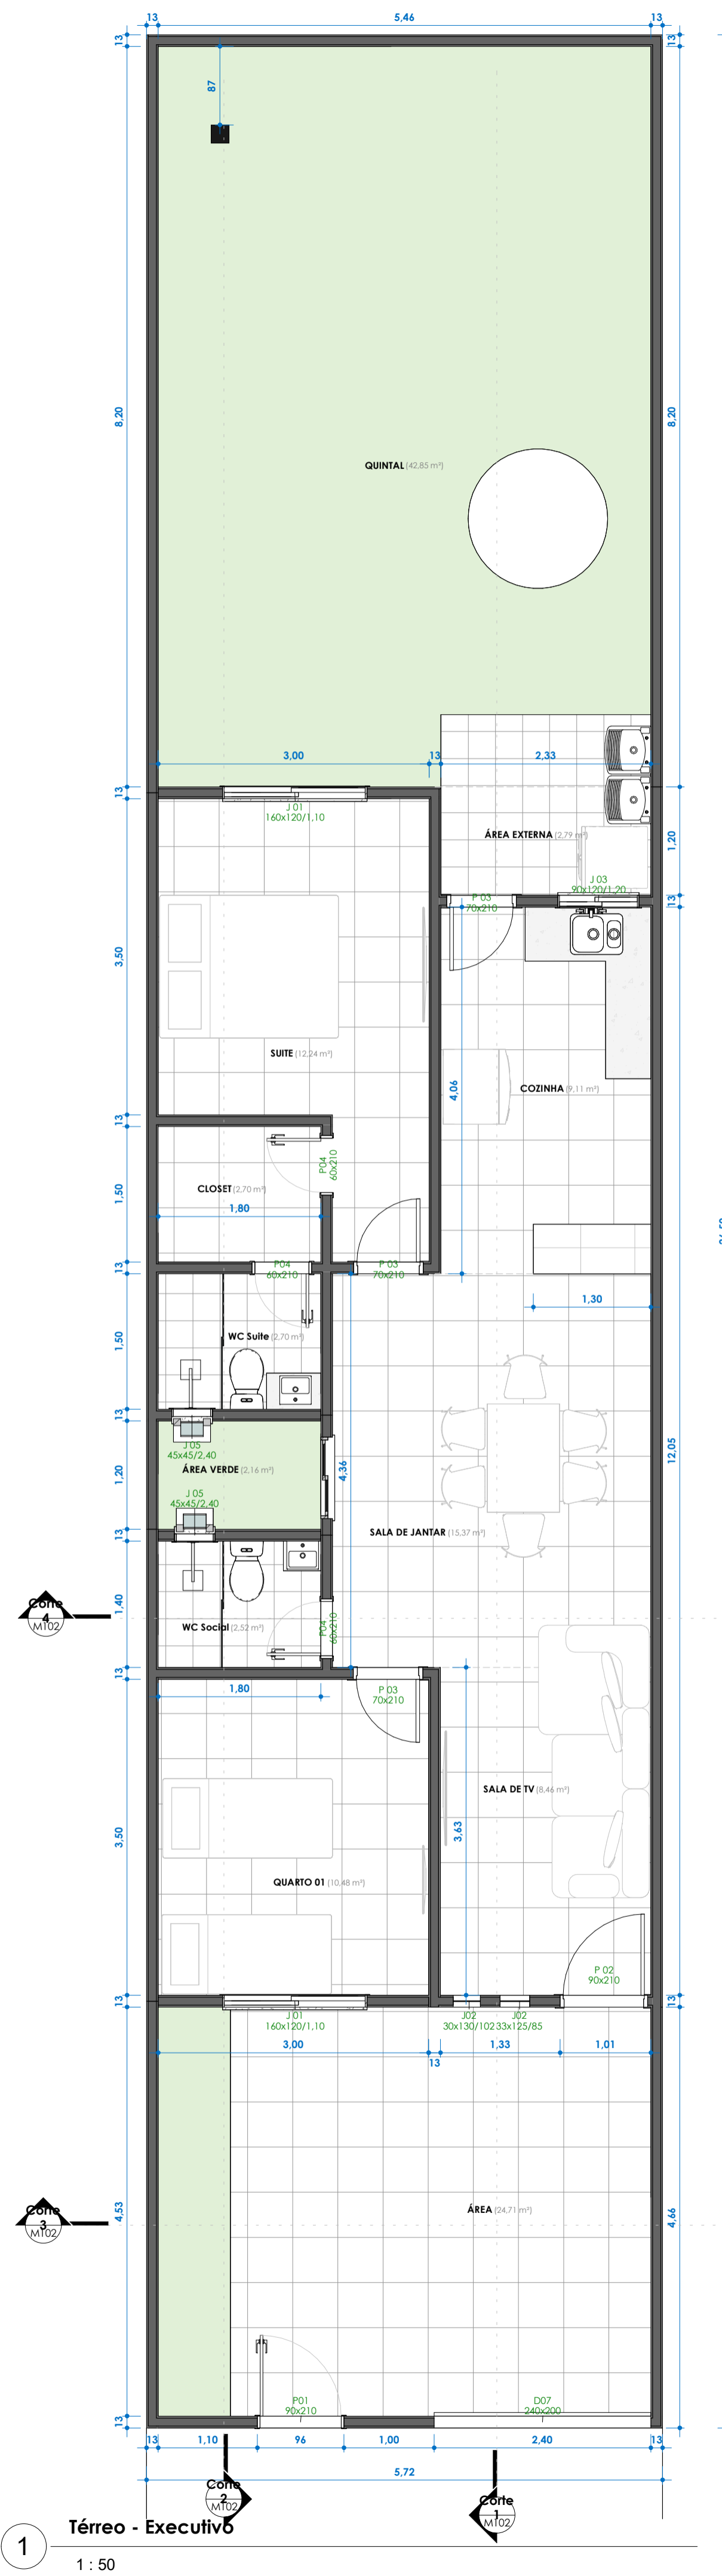 13 5,46 13
13 13
87
8,20 8,20
QUINTAL (42,85 m²)
3,00 13 2,33
13
J 01
160x120/1,10
ÁREA EXTERNA (2,79 m²)
1,20
J 03
90x120/1,20
P 03
70x210
13
3,50
SUITE (12,24 m²)
4,06
COZINHA (9,11 m²)
13
P04
60x210
1,50
CLOSET (2,70 m²)
1,80
13
P04
60x210
P 03
70x210
1,30
1,50
WC Suite (2,70 m²)
13
J 05
45x45/2,40
ÁREA VERDE (2,16 m²)
1,20
4,36
12,05
J 05
45x45/2,40
13
SALA DE JANTAR (15,37 m²)
1,40
Corte
4
M102
WC Social (2,52 m²)
P04
60x210
13
1,80
P 03
70x210
SALA DE TV (8,46 m²)
3,50
3,63
QUARTO 01 (10,48 m²)
P 02
90x210
13 13
J 01
160x120/1,10
J02
30x130/102
J02
33x125/85
3,00 13 1,33 1,01
ÁREA (24,71 m²)
4,53 4,66
Corte
3
M102
P01
90x210
D07
240x200
13
13 1,10 96 1,00 2,40 13
5,72
Corte
2
M102
Corte
1
M102
1 Térreo - Executivo
1 : 50